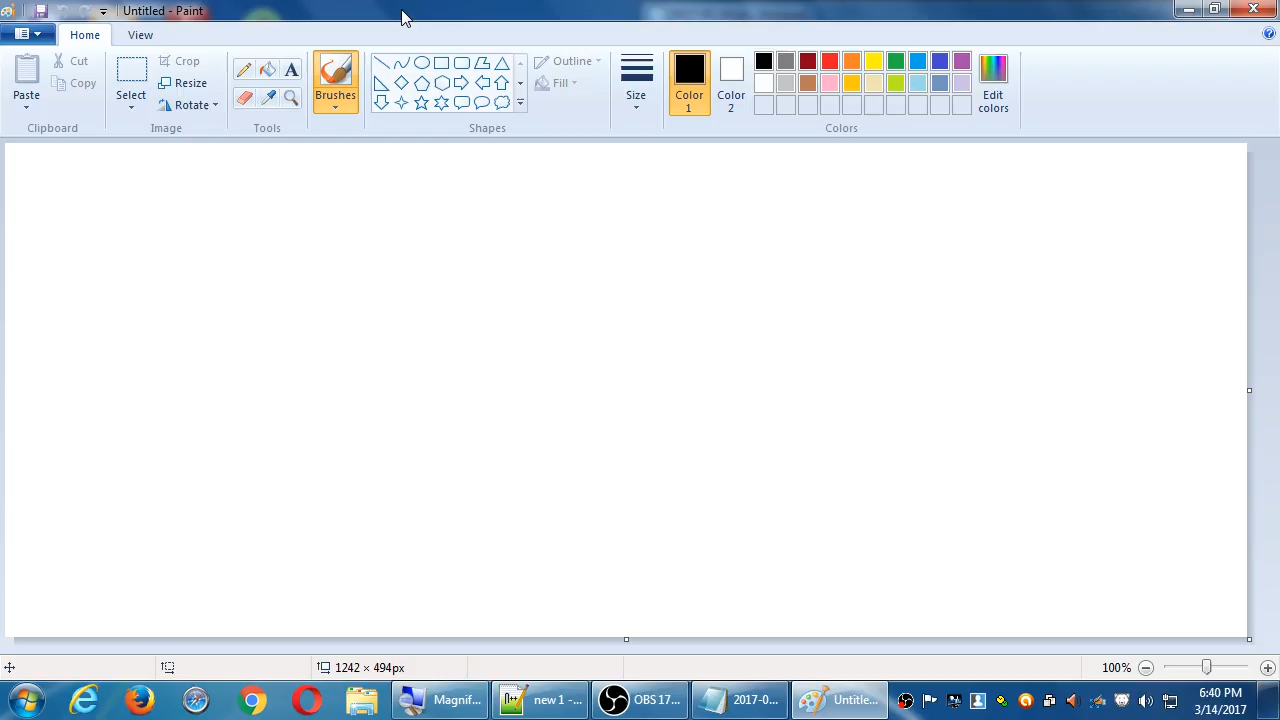 Untitled - Paint
Home View
Paste
Cut
Copy
Clipboard
Select
Crop
Resize
Rotate
Image
A
Tools
Brushes
Shapes
Outline
Fill
Size
Color 1
Color 2
Edit colors
Colors
1242 × 494px
100%
Magnif... new 1 -... OBS 17... 2017-0... Untitle...
6:40 PM
3/14/2017